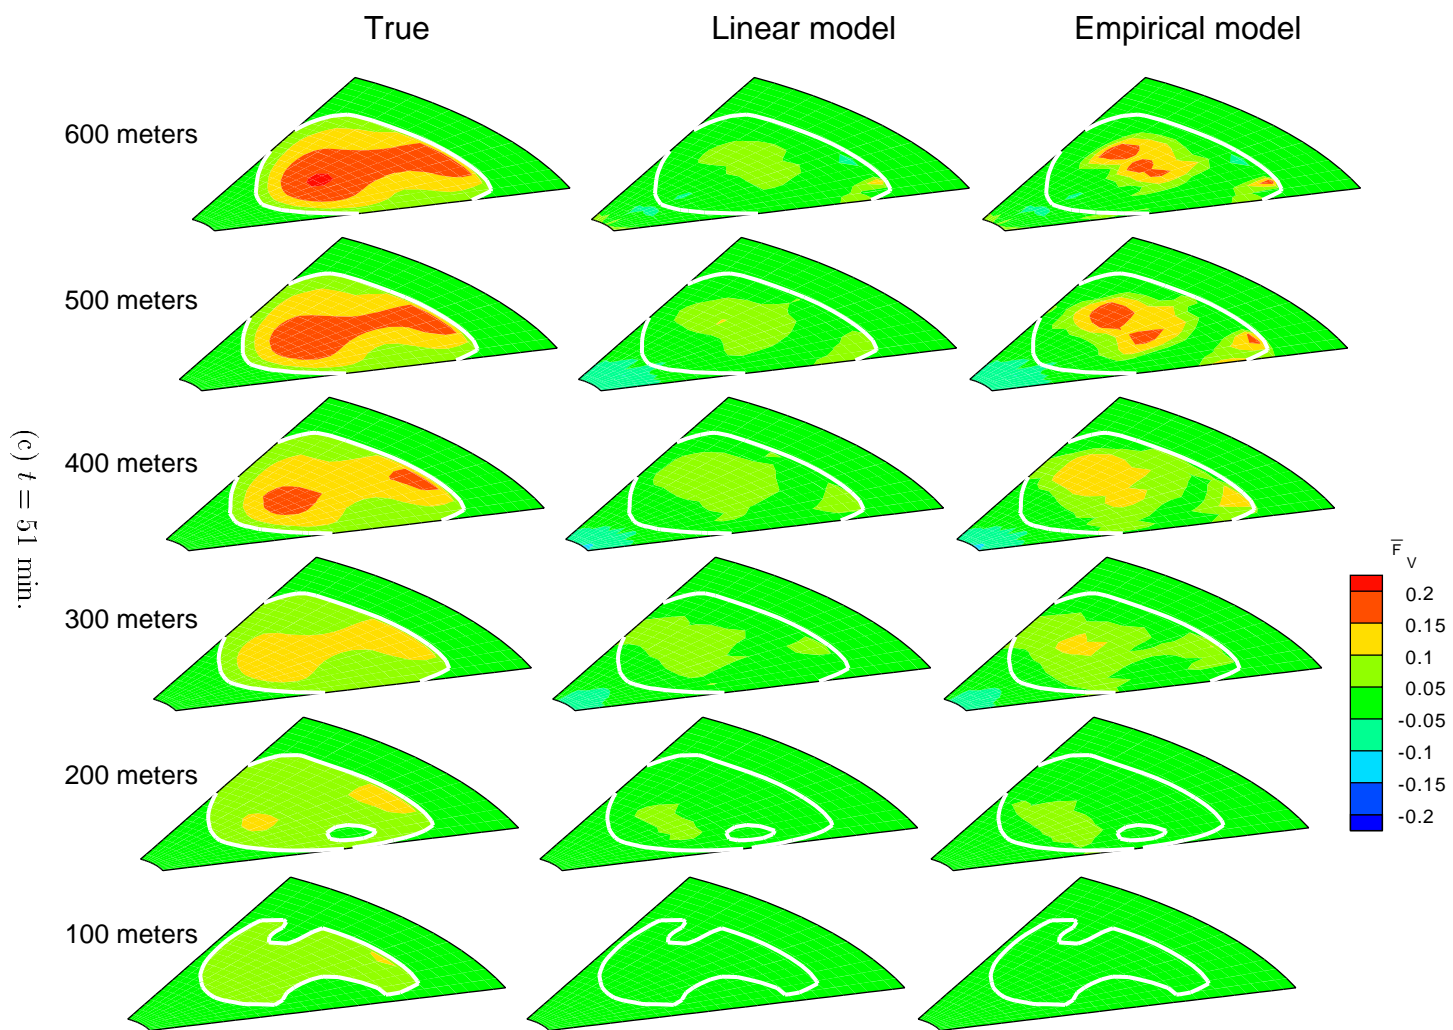 True Linear model Empirical model
600 meters
500 meters
400 meters
(c) t = 51 min.
300 meters
200 meters
100 meters
F̅ V
0.2
0.15
0.1
0.05
-0.05
-0.1
-0.15
-0.2